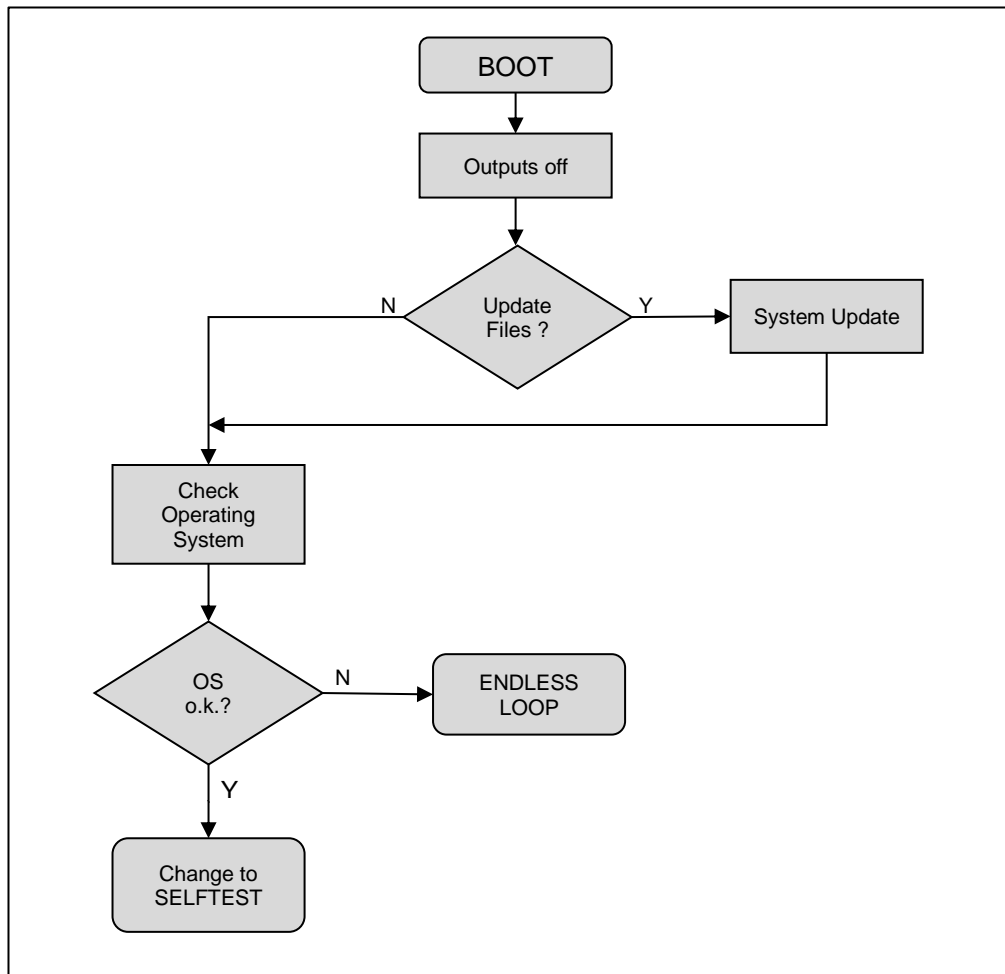 BOOT
Outputs off
N
Update
Files ?
Y
System Update
Check
Operating
System
OS
o.k.?
N
ENDLESS
LOOP
Y
Change to
SELFTEST